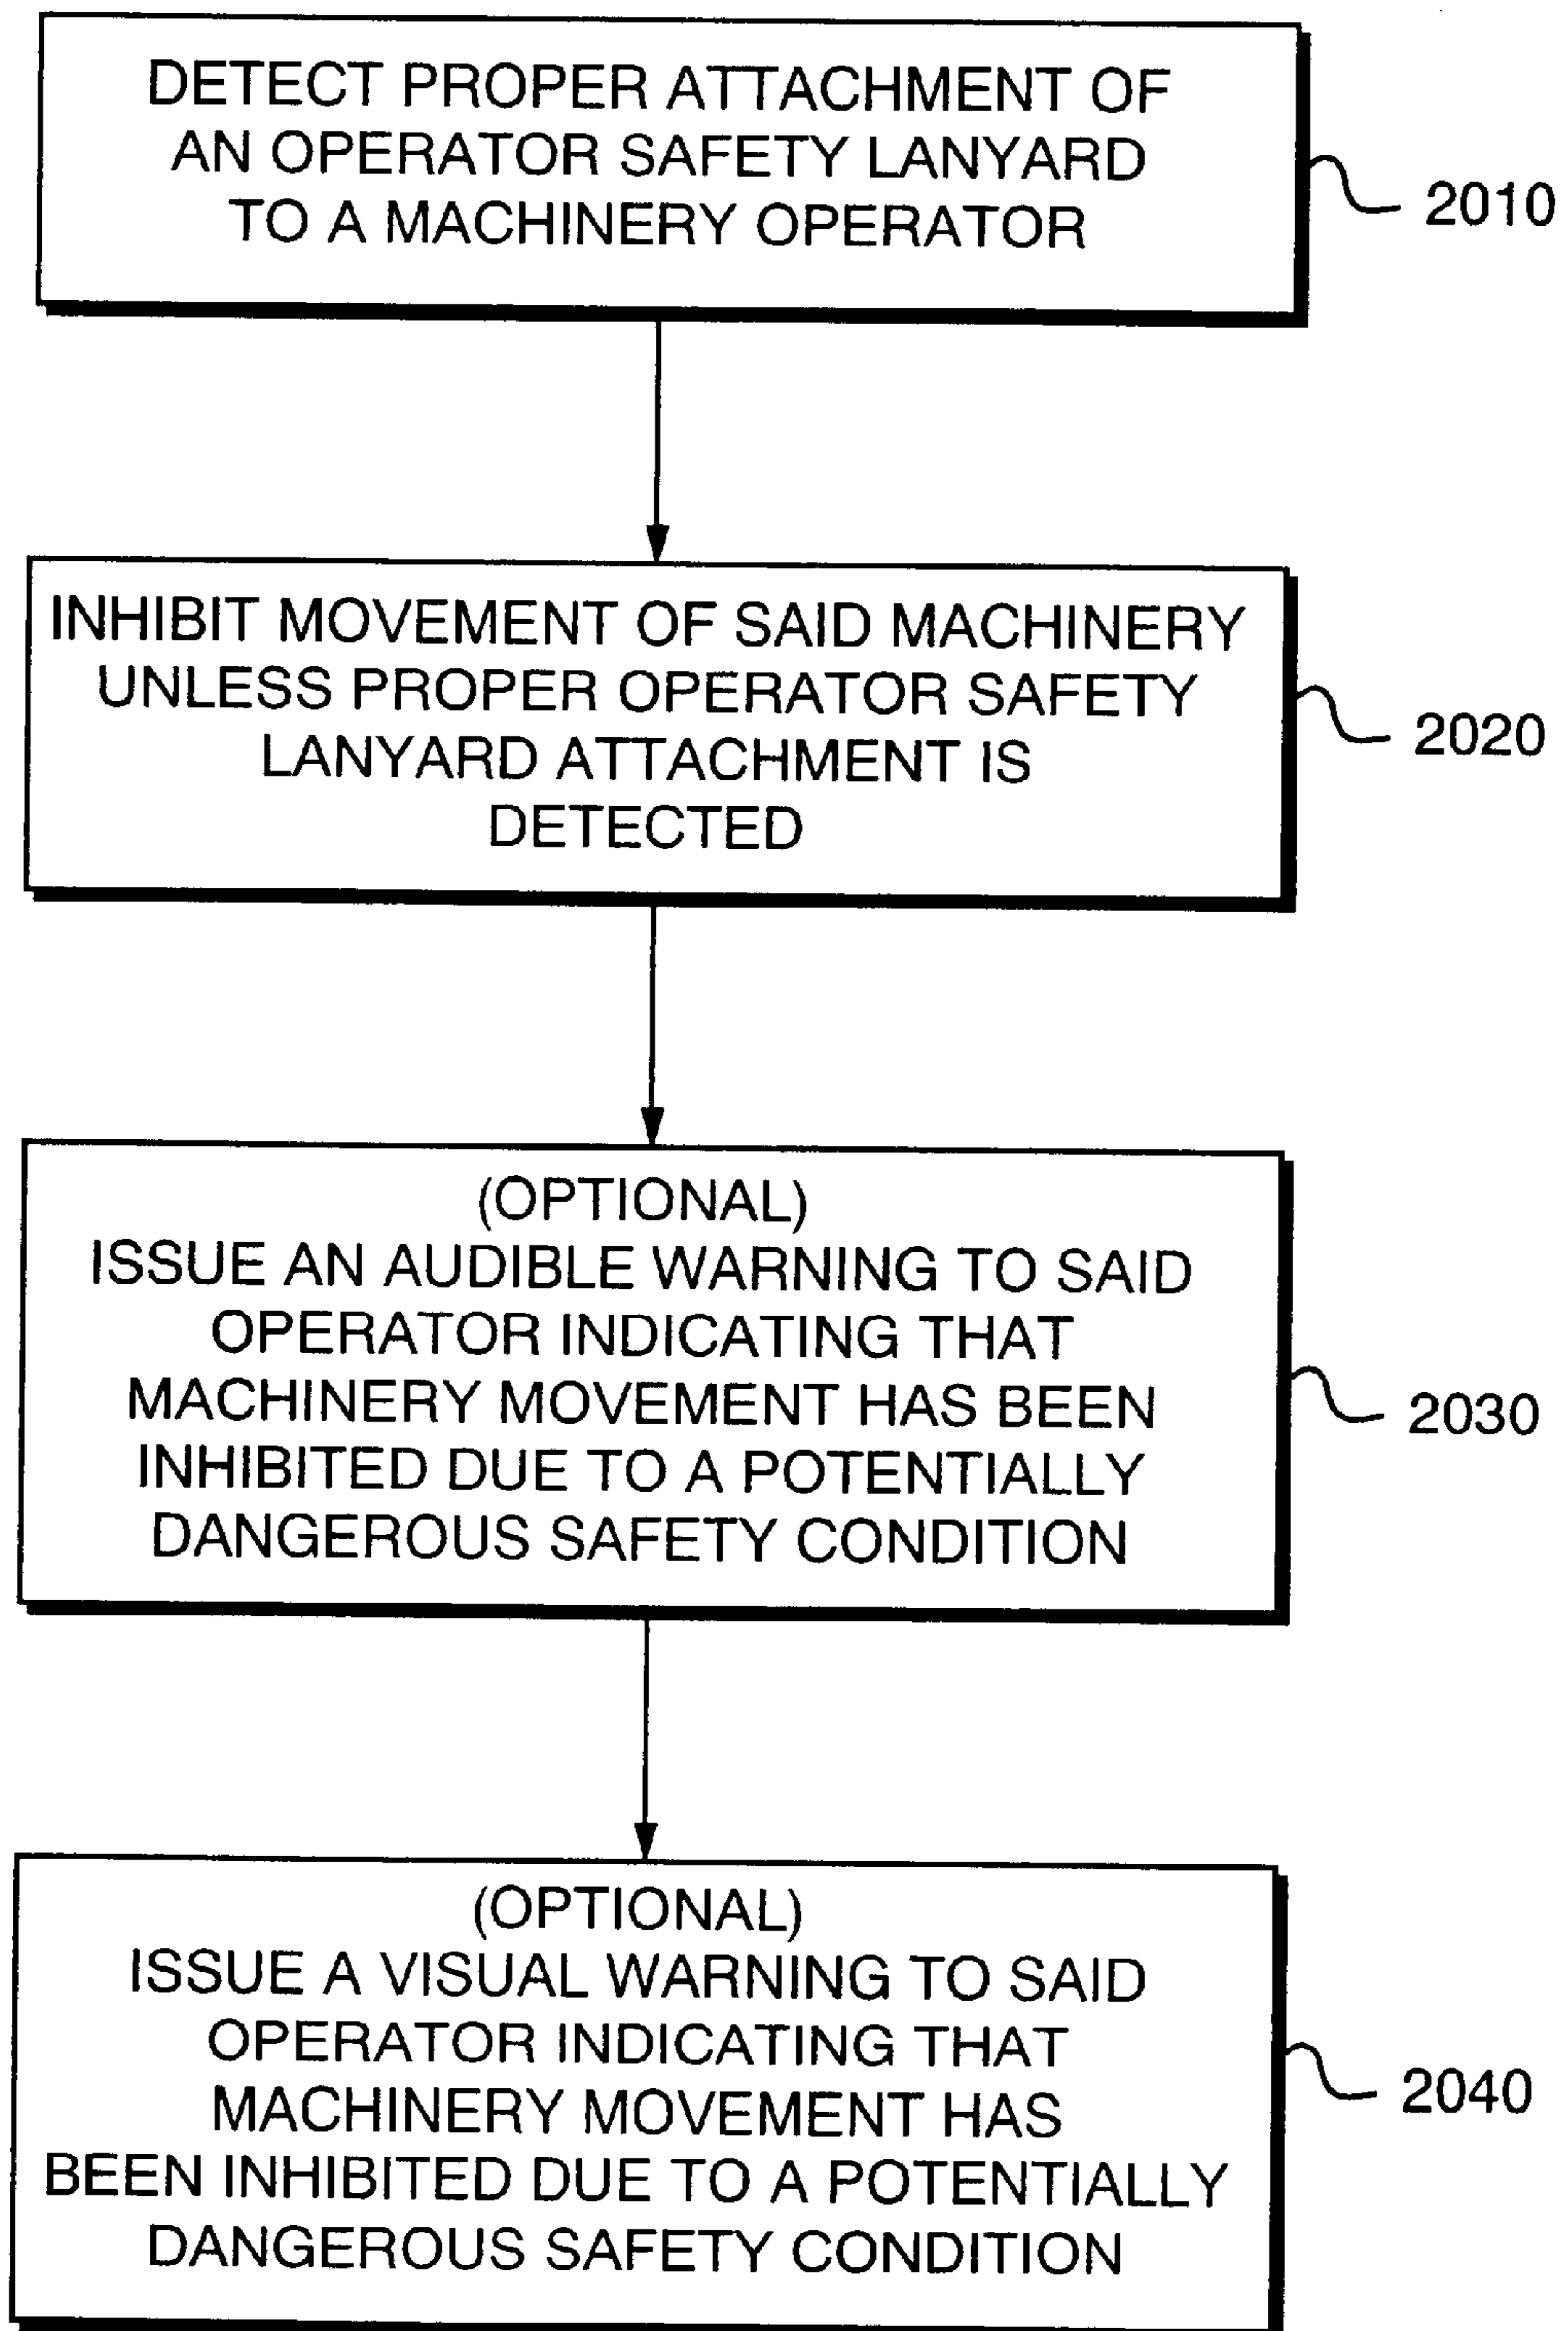 DETECT PROPER ATTACHMENT OF
AN OPERATOR SAFETY LANYARD
TO A MACHINERY OPERATOR
2010
INHIBIT MOVEMENT OF SAID MACHINERY
UNLESS PROPER OPERATOR SAFETY
LANYARD ATTACHMENT IS
DETECTED
2020
(OPTIONAL)
ISSUE AN AUDIBLE WARNING TO SAID
OPERATOR INDICATING THAT
MACHINERY MOVEMENT HAS BEEN
INHIBITED DUE TO A POTENTIALLY
DANGEROUS SAFETY CONDITION
2030
(OPTIONAL)
ISSUE A VISUAL WARNING TO SAID
OPERATOR INDICATING THAT
MACHINERY MOVEMENT HAS
BEEN INHIBITED DUE TO A POTENTIALLY
DANGEROUS SAFETY CONDITION
2040